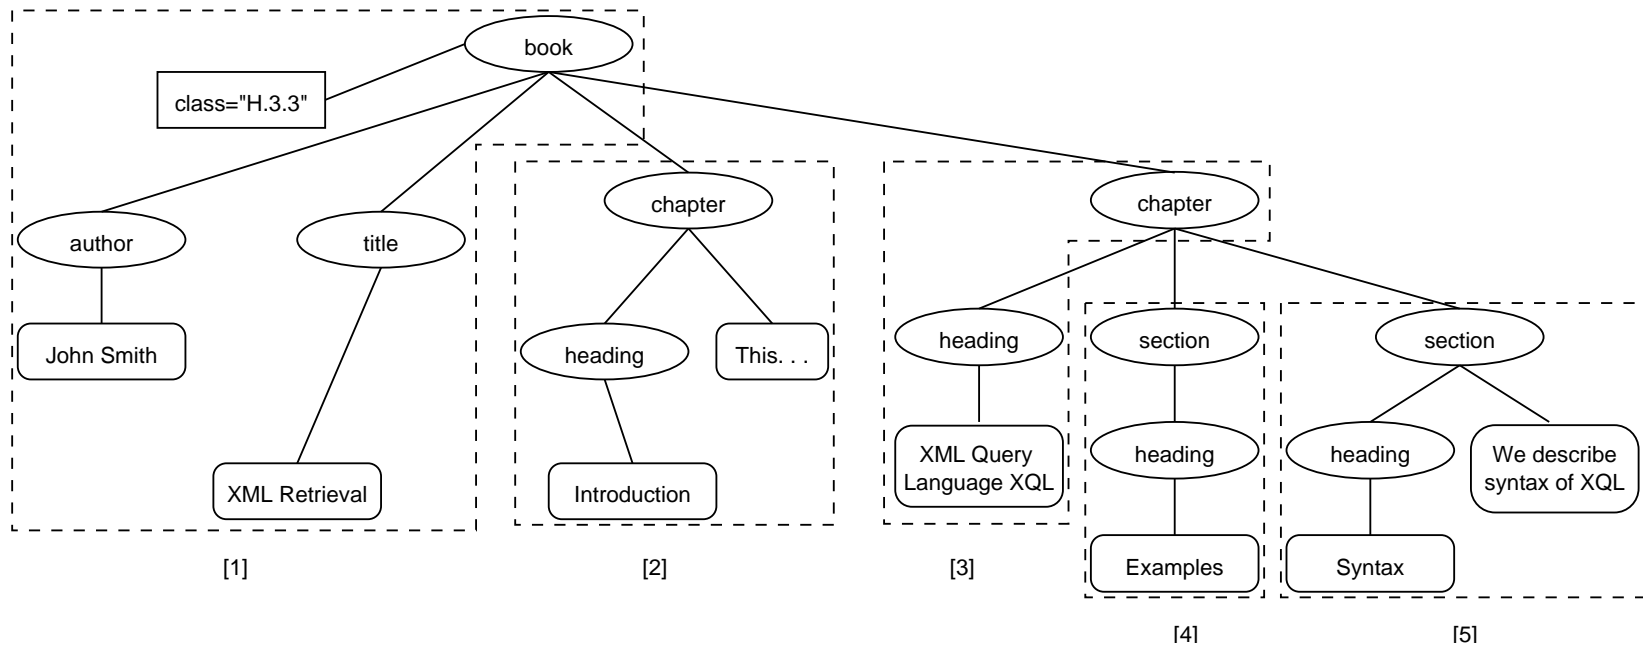 book
class="H.3.3"
chapter
chapter
author
title
heading
This. . .
heading
section
section
John Smith
XML Query
Language XQL
heading
heading
We describe
syntax of XQL
XML Retrieval
Introduction
Examples
Syntax
[1]
[2]
[3]
[4]
[5]